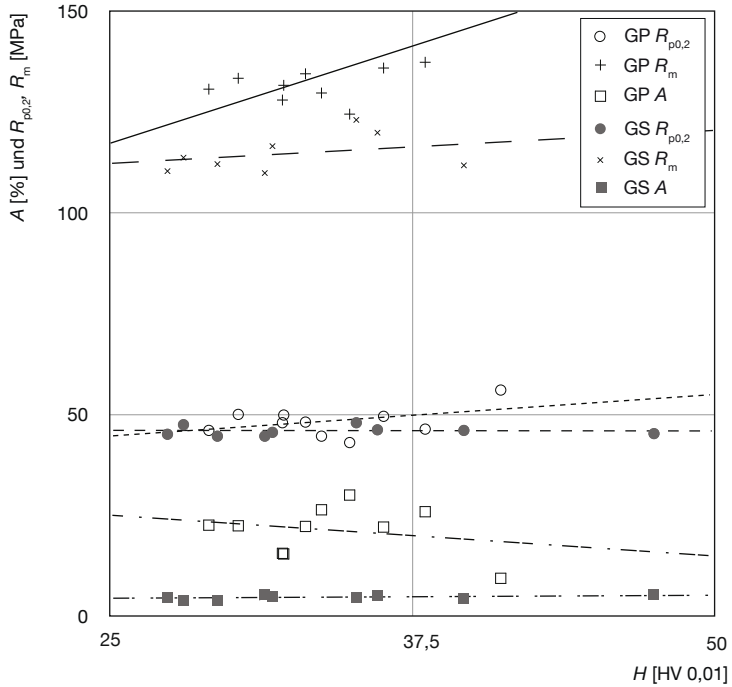 A [%] und Rp0,2, Rm [MPa]
150
100
50
0
25
37,5
50
H [HV 0,01]
GP Rp0,2
GP Rm
GP A
GS Rp0,2
GS Rm
GS A